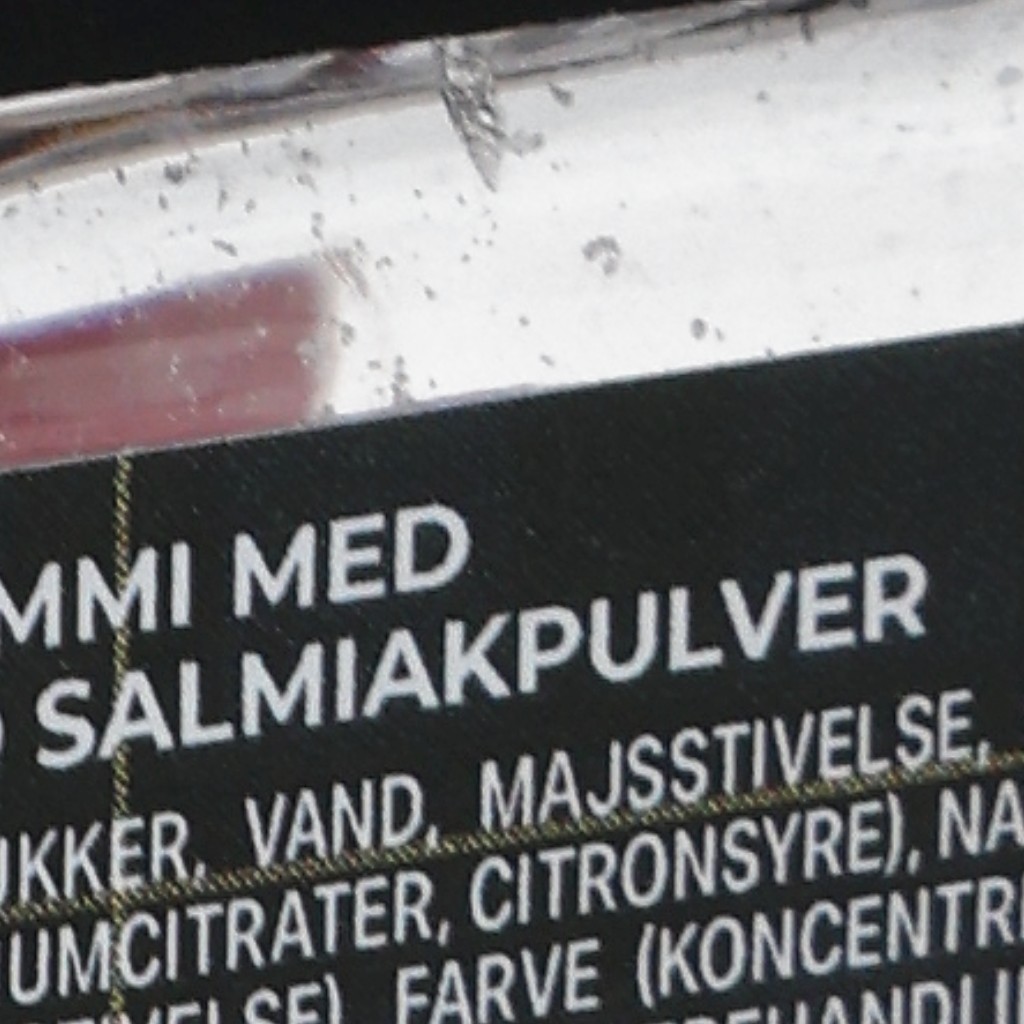 MMI MED
SALMIAKPULVER
UKKER, VAND, MAJSSTIVELSE,
UMCITRATER, CITRONSYRE), NA
FARVE (KONCENTR